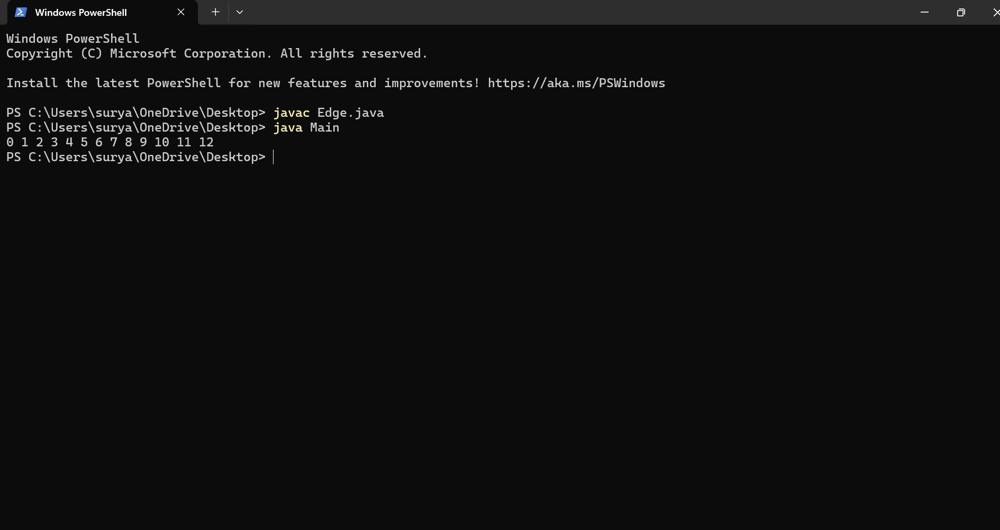 Windows PowerShell
Windows PowerShell
Copyright (C) Microsoft Corporation. All rights reserved.
Install the latest PowerShell for new features and improvements! https://aka.ms/PSWindows
PS C:\Users\surya\OneDrive\Desktop> javac Edge.java
PS C:\Users\surya\OneDrive\Desktop> java Main
0 1 2 3 4 5 6 7 8 9 10 11 12
PS C:\Users\surya\OneDrive\Desktop>